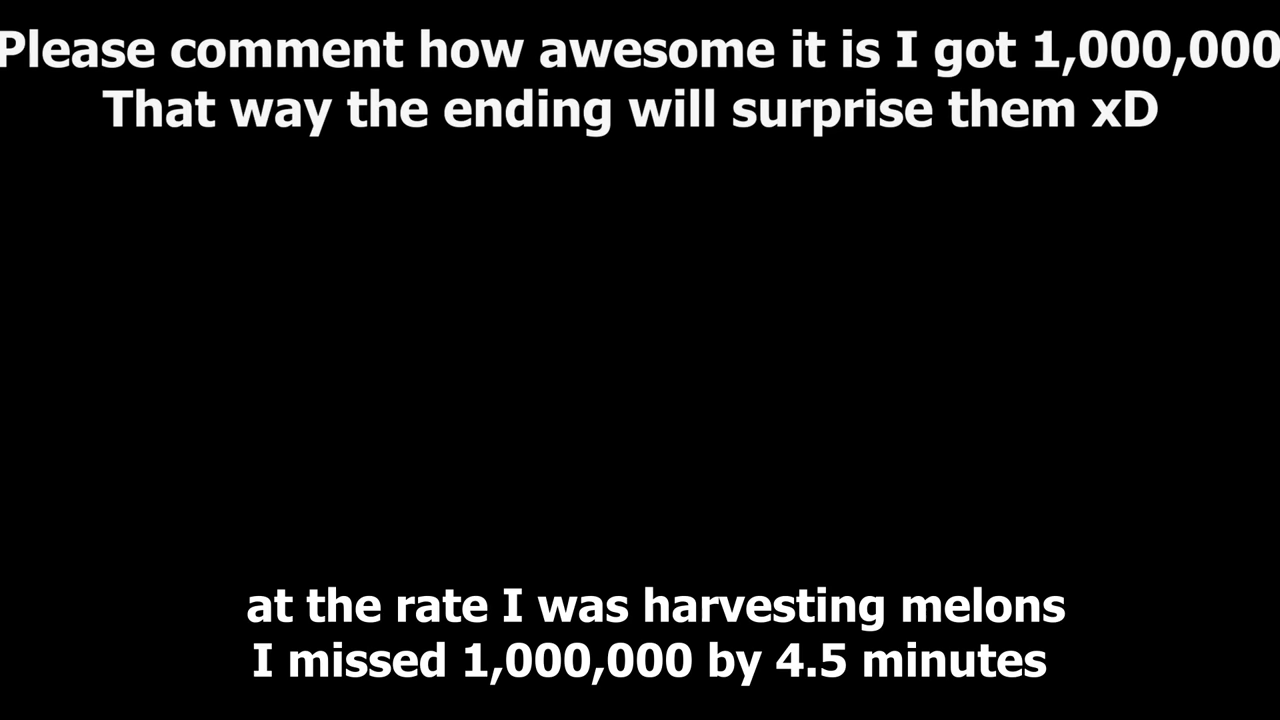 Please comment how awesome it is I got 1,000,000
That way the ending will surprise them xD
at the rate I was harvesting melons
I missed 1,000,000 by 4.5 minutes